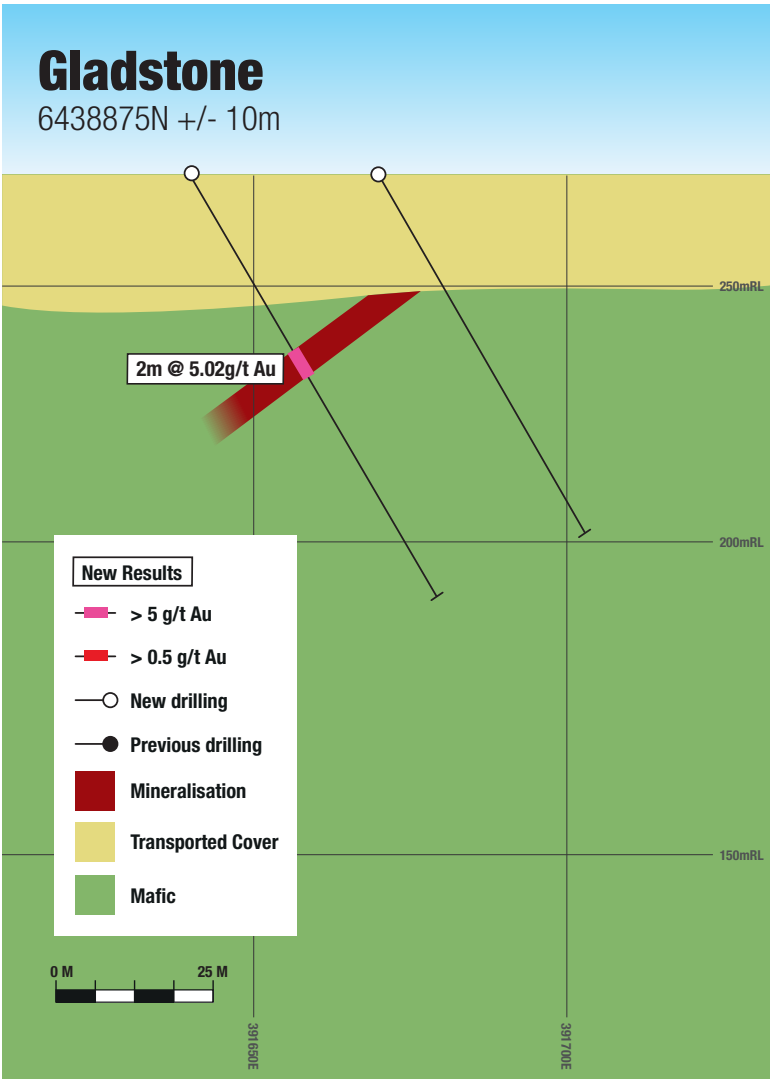 Gladstone
6438875N +/- 10m
250mRL
2m @ 5.02g/t Au
200mRL
New Results
> 5 g/t Au
> 0.5 g/t Au
New drilling
Previous drilling
Mineralisation
Transported Cover
Mafic
150mRL
0 M 25 M
391650E
391700E